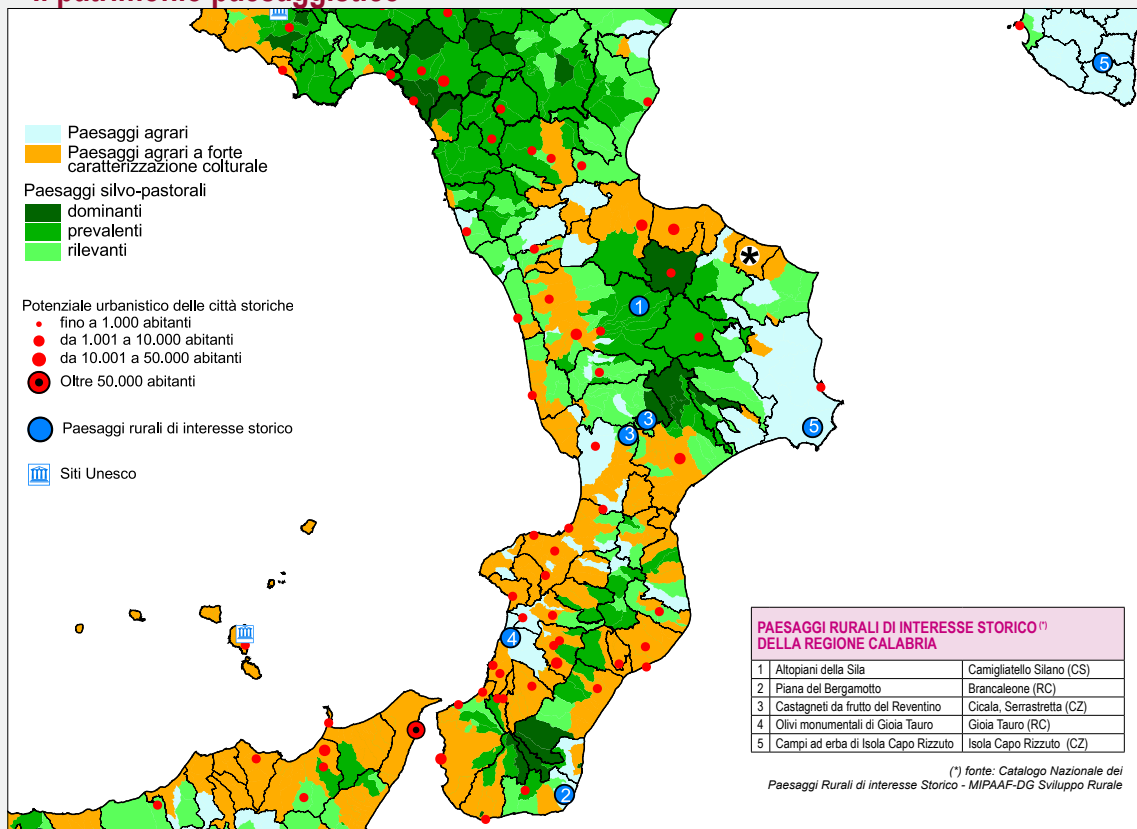 Il patrimonio paesaggistico
Paesaggi agrari
Paesaggi agrari a forte
caratterizzazione colturale
Paesaggi silvo-pastorali
dominanti
prevalenti
rilevanti
Potenziale urbanistico delle città storiche
fino a 1.000 abitanti
da 1.001 a 10.000 abitanti
da 10.001 a 50.000 abitanti
Oltre 50.000 abitanti
Paesaggi rurali di interesse storico
Siti Unesco
5
*
1
3
3
5
4
2
PAESAGGI RURALI DI INTERESSE STORICO (*)
DELLA REGIONE CALABRIA
1 Altopiani della Sila Camigliatello Silano (CS)
2 Piana del Bergamotto Brancaleone (RC)
3 Castagneti da frutto del Reventino Cicala, Serrastretta (CZ)
4 Olivi monumentali di Gioia Tauro Gioia Tauro (RC)
5 Campi ad erba di Isola Capo Rizzuto Isola Capo Rizzuto (CZ)
(*) fonte: Catalogo Nazionale dei
Paesaggi Rurali di interesse Storico - MIPAAF-DG Sviluppo Rurale